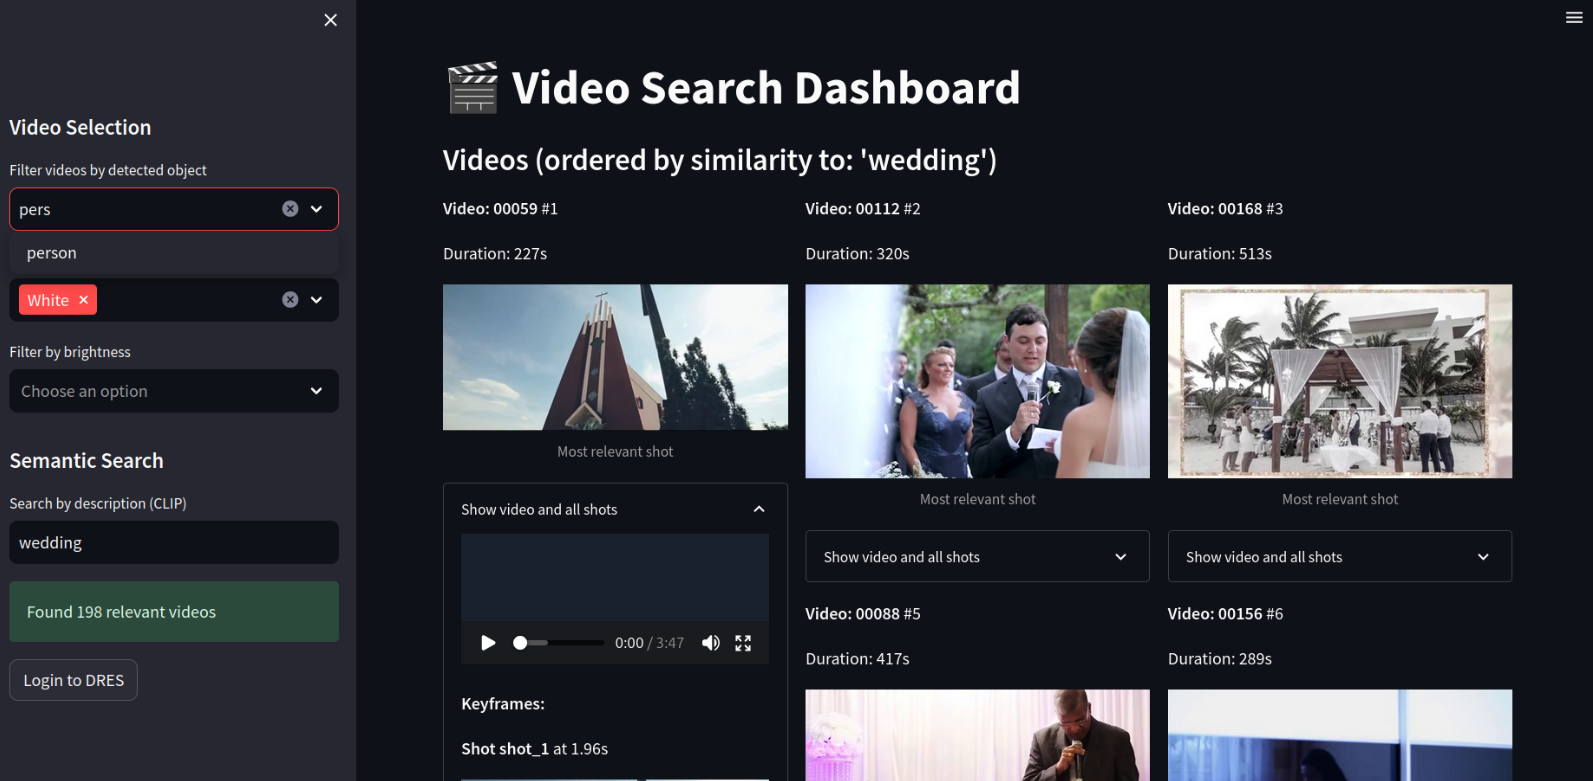 Video Selection
Filter videos by detected object
pers
person
White
Filter by brightness
Choose an option
Semantic Search
Search by description (CLIP)
wedding
Found 198 relevant videos
Login to DRES
Video Search Dashboard
Videos (ordered by similarity to: 'wedding')
Video: 00059 #1
Duration: 227s
Most relevant shot
Show video and all shots
0:00 / 3:47
Keyframes:
Shot shot_1 at 1.96s
Video: 00112 #2
Duration: 320s
Most relevant shot
Show video and all shots
Video: 00088 #5
Duration: 417s
Video: 00168 #3
Duration: 513s
Most relevant shot
Show video and all shots
Video: 00156 #6
Duration: 289s